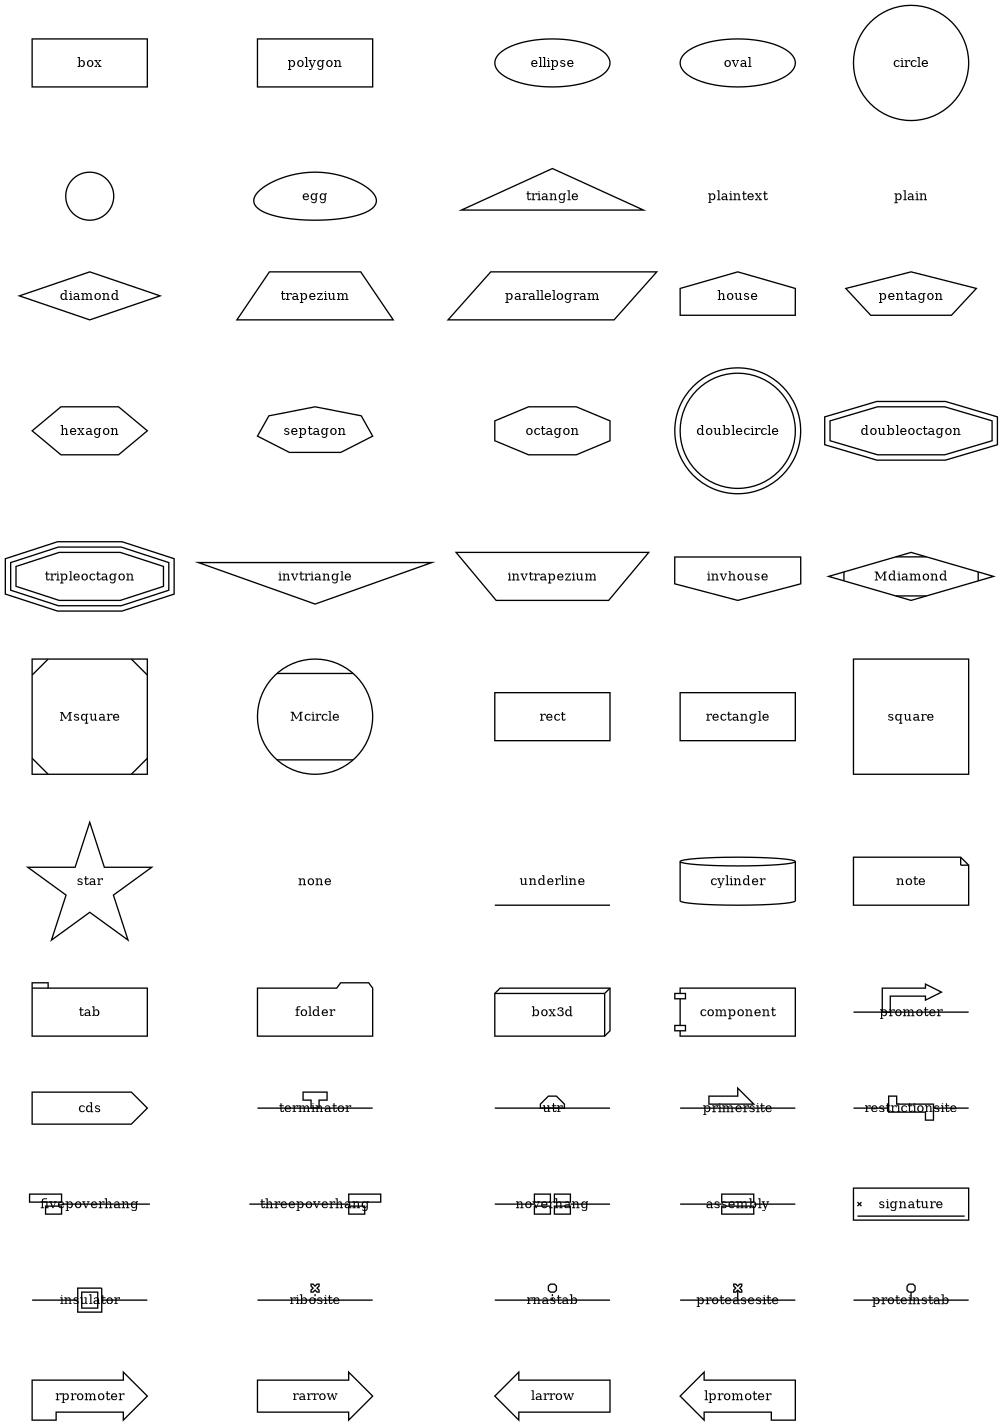 box polygon ellipse oval circle
egg triangle plaintext plain
diamond trapezium parallelogram house pentagon
hexagon septagon octagon doublecircle doubleoctagon
tripleoctagon invtriangle invtrapezium invhouse Mdiamond
Msquare Mcircle rect rectangle square
star none underline cylinder note
tab folder box3d component promoter
cds terminator utr primersite restrictionsite
fivepoverhang threepoverhang noverhang assembly signature
insulator ribosite rnastab proteasesite proteinstab
rpromoter rarrow larrow lpromoter